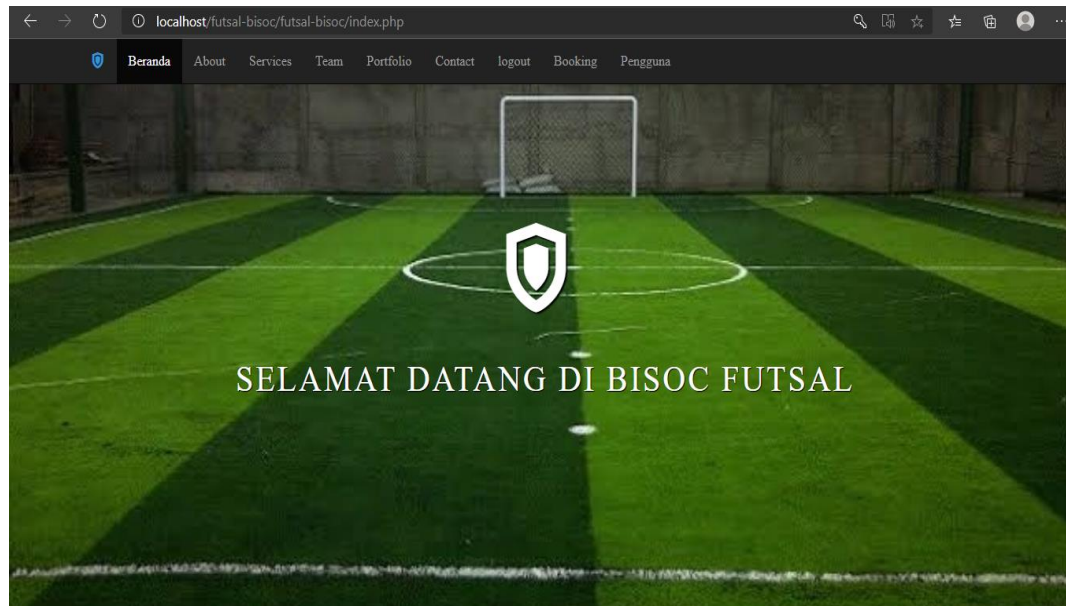 localhost/futsal-bisoc/futsal-bisoc/index.php
Beranda About Services Team Portfolio Contact logout Booking Pengguna
SELAMAT DATANG DI BISOC FUTSAL